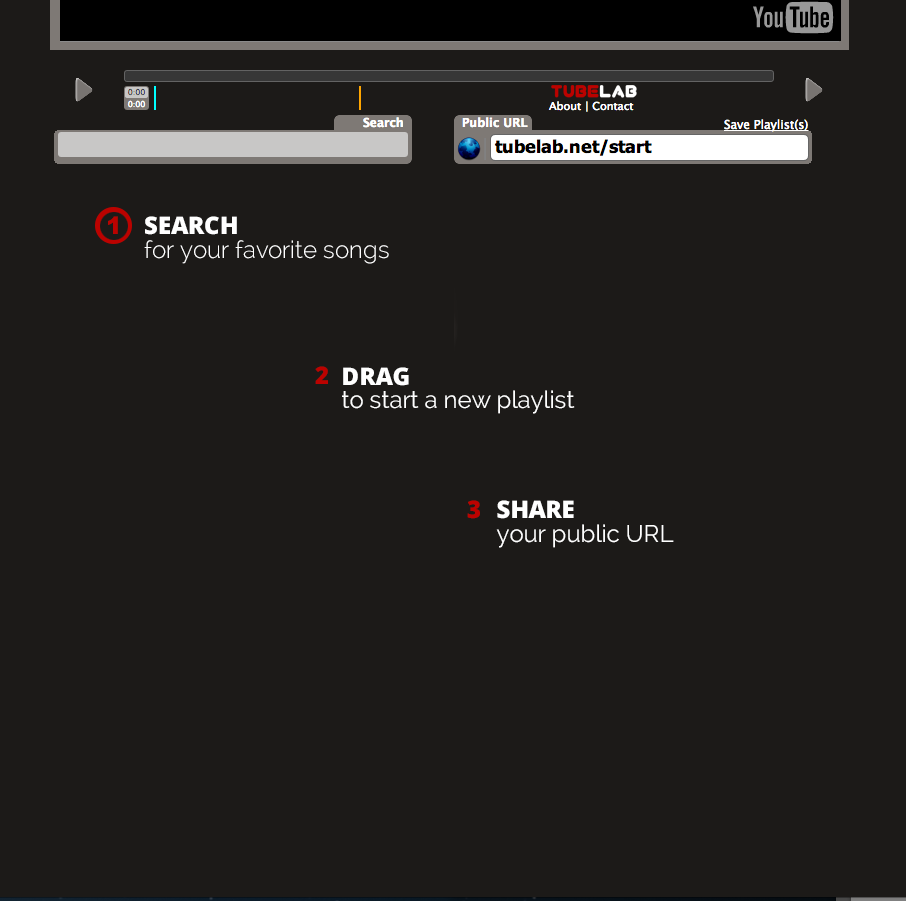 YouTube
0:00
0:00
TUBELAB
About | Contact
Search
Public URL
Save Playlist(s)
tubelab.net/start
1 SEARCH
for your favorite songs
2 DRAG
to start a new playlist
3 SHARE
your public URL